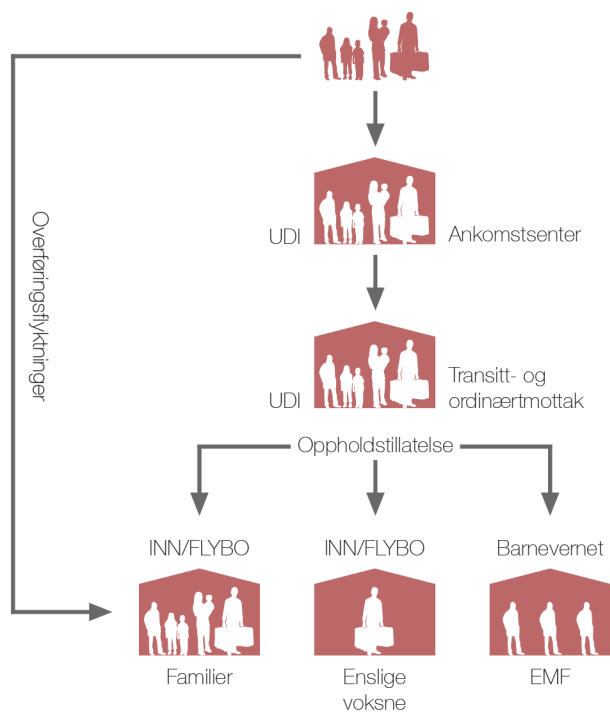 Overføringsflyktninger
UDI
Ankomstsenter
UDI
Transitt- og
ordinærtmottak
Oppholdstillatelse
INN/FLYBO
INN/FLYBO
Barnevernet
Familier
Enslige
voksne
EMF